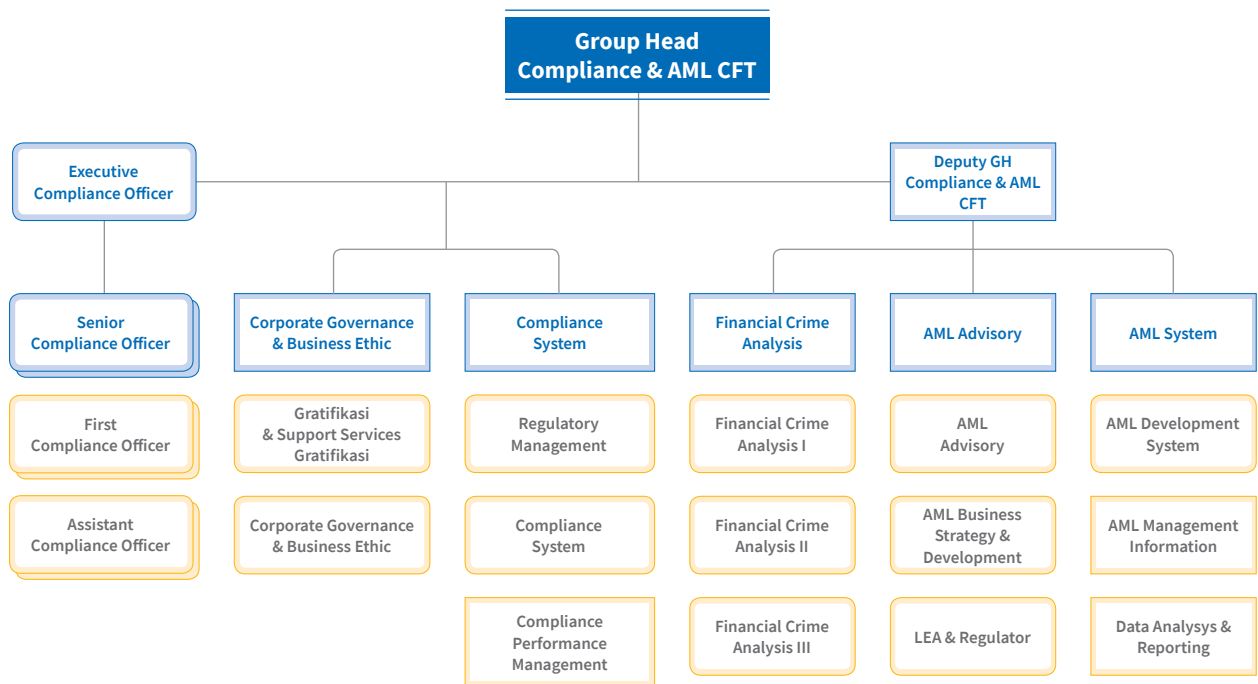 Group Head
Compliance & AML CFT
Executive
Compliance Officer
Deputy GH
Compliance & AML
CFT
Senior
Compliance Officer
Corporate Governance
& Business Ethic
Compliance
System
Financial Crime
Analysis
AML Advisory
AML System
First
Compliance Officer
Gratifikasi
& Support Services
Gratifikasi
Regulatory
Management
Financial Crime
Analysis I
AML
Advisory
AML Development
System
Assistant
Compliance Officer
Corporate Governance
& Business Ethic
Compliance
System
Financial Crime
Analysis II
AML Business
Strategy &
Development
AML Management
Information
Compliance
Performance
Management
Financial Crime
Analysis III
LEA & Regulator
Data Analysys &
Reporting